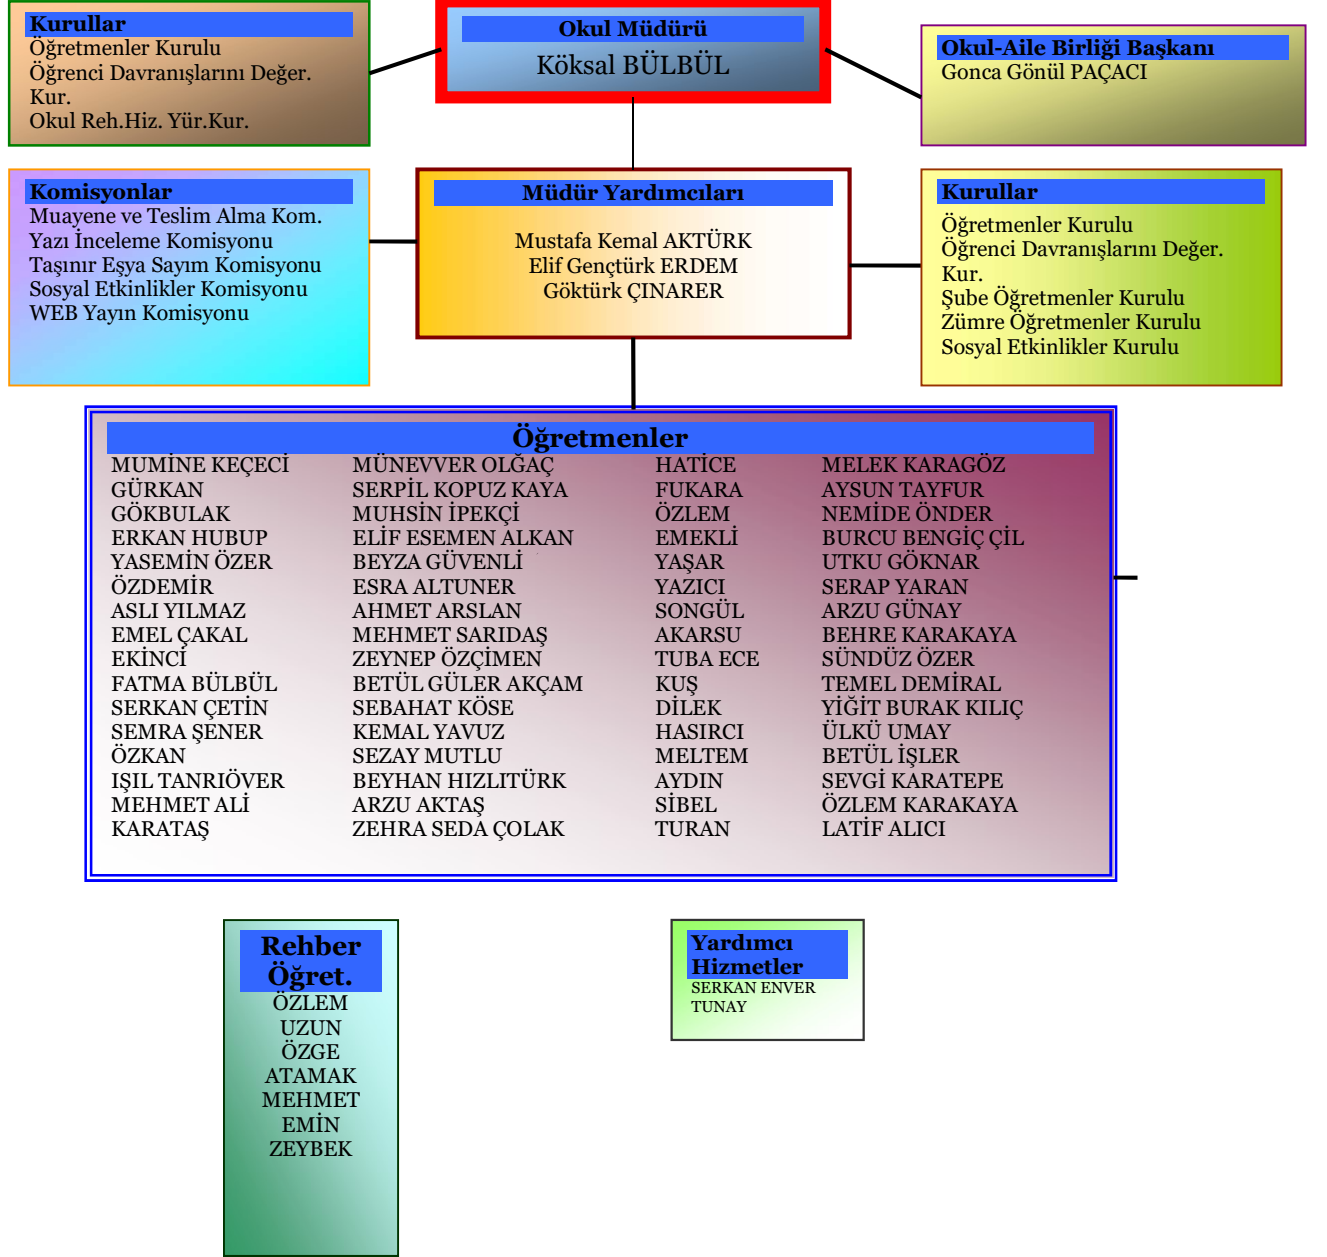 Kurullar
Öğretmenler Kurulu
Öğrenci Davranışlarını Değer.
Kur.
Okul Reh.Hiz. Yür.Kur.
Okul Müdürü
Köksal BÜLBÜL
Okul-Aile Birliği Başkanı
Gonca Gönül PAÇACI
Komisyonlar
Muayene ve Teslim Alma Kom.
Yazı İnceleme Komisyonu
Taşınır Eşya Sayım Komisyonu
Sosyal Etkinlikler Komisyonu
WEB Yayın Komisyonu
Müdür Yardımcıları
Mustafa Kemal AKTÜRK
Elif Gençtürk ERDEM
Göktürk ÇINARER
Kurullar
Öğretmenler Kurulu
Öğrenci Davranışlarını Değer.
Kur.
Şube Öğretmenler Kurulu
Zümre Öğretmenler Kurulu
Sosyal Etkinlikler Kurulu
Öğretmenler
MUMİNE KEÇECİ
GÜRKAN
GÖKBULAK
ERKAN HUBUP
YASEMİN ÖZER
ÖZDEMİR
ASLI YILMAZ
EMEL ÇAKAL
EKİNCİ
FATMA BÜLBÜL
SERKAN ÇETİN
SEMRA ŞENER
ÖZKAN
IŞIL TANRIÖVER
MEHMET ALİ
KARATAŞ
MÜNEVVER OLĞAÇ
SERPİL KOPUZ KAYA
MUHSİN İPEKÇİ
ELİF ESEMEN ALKAN
BEYZA GÜVENLİ
ESRA ALTUNER
AHMET ARSLAN
MEHMET SARIDAŞ
ZEYNEP ÖZÇİMEN
BETÜL GÜLER AKÇAM
SEBAHAT KÖSE
KEMAL YAVUZ
SEZAY MUTLU
BEYHAN HIZLITÜRK
ARZU AKTAŞ
ZEHRA SEDA ÇOLAK
HATİCE
FUKARA
ÖZLEM
EMEKLİ
YAŞAR
YAZICI
SONGÜL
AKARSU
TUBA ECE
KUŞ
DİLEK
HASIRCI
MELTEM
AYDIN
SİBEL
TURAN
MELEK KARAGÖZ
AYSUN TAYFUR
NEMİDE ÖNDER
BURCU BENGİÇ ÇİL
UTKU GÖKNAR
SERAP YARAN
ARZU GÜNAY
BEHRE KARAKAYA
SÜNDÜZ ÖZER
TEMEL DEMİRAL
YİĞİT BURAK KILIÇ
ÜLKÜ UMAY
BETÜL İŞLER
SEVGİ KARATEPE
ÖZLEM KARAKAYA
LATİF ALICI
Rehber
Öğret.
ÖZLEM
UZUN
ÖZGE
ATAMAK
MEHMET
EMİN
ZEYBEK
Yardımcı
Hizmetler
SERKAN ENVER
TUNAY